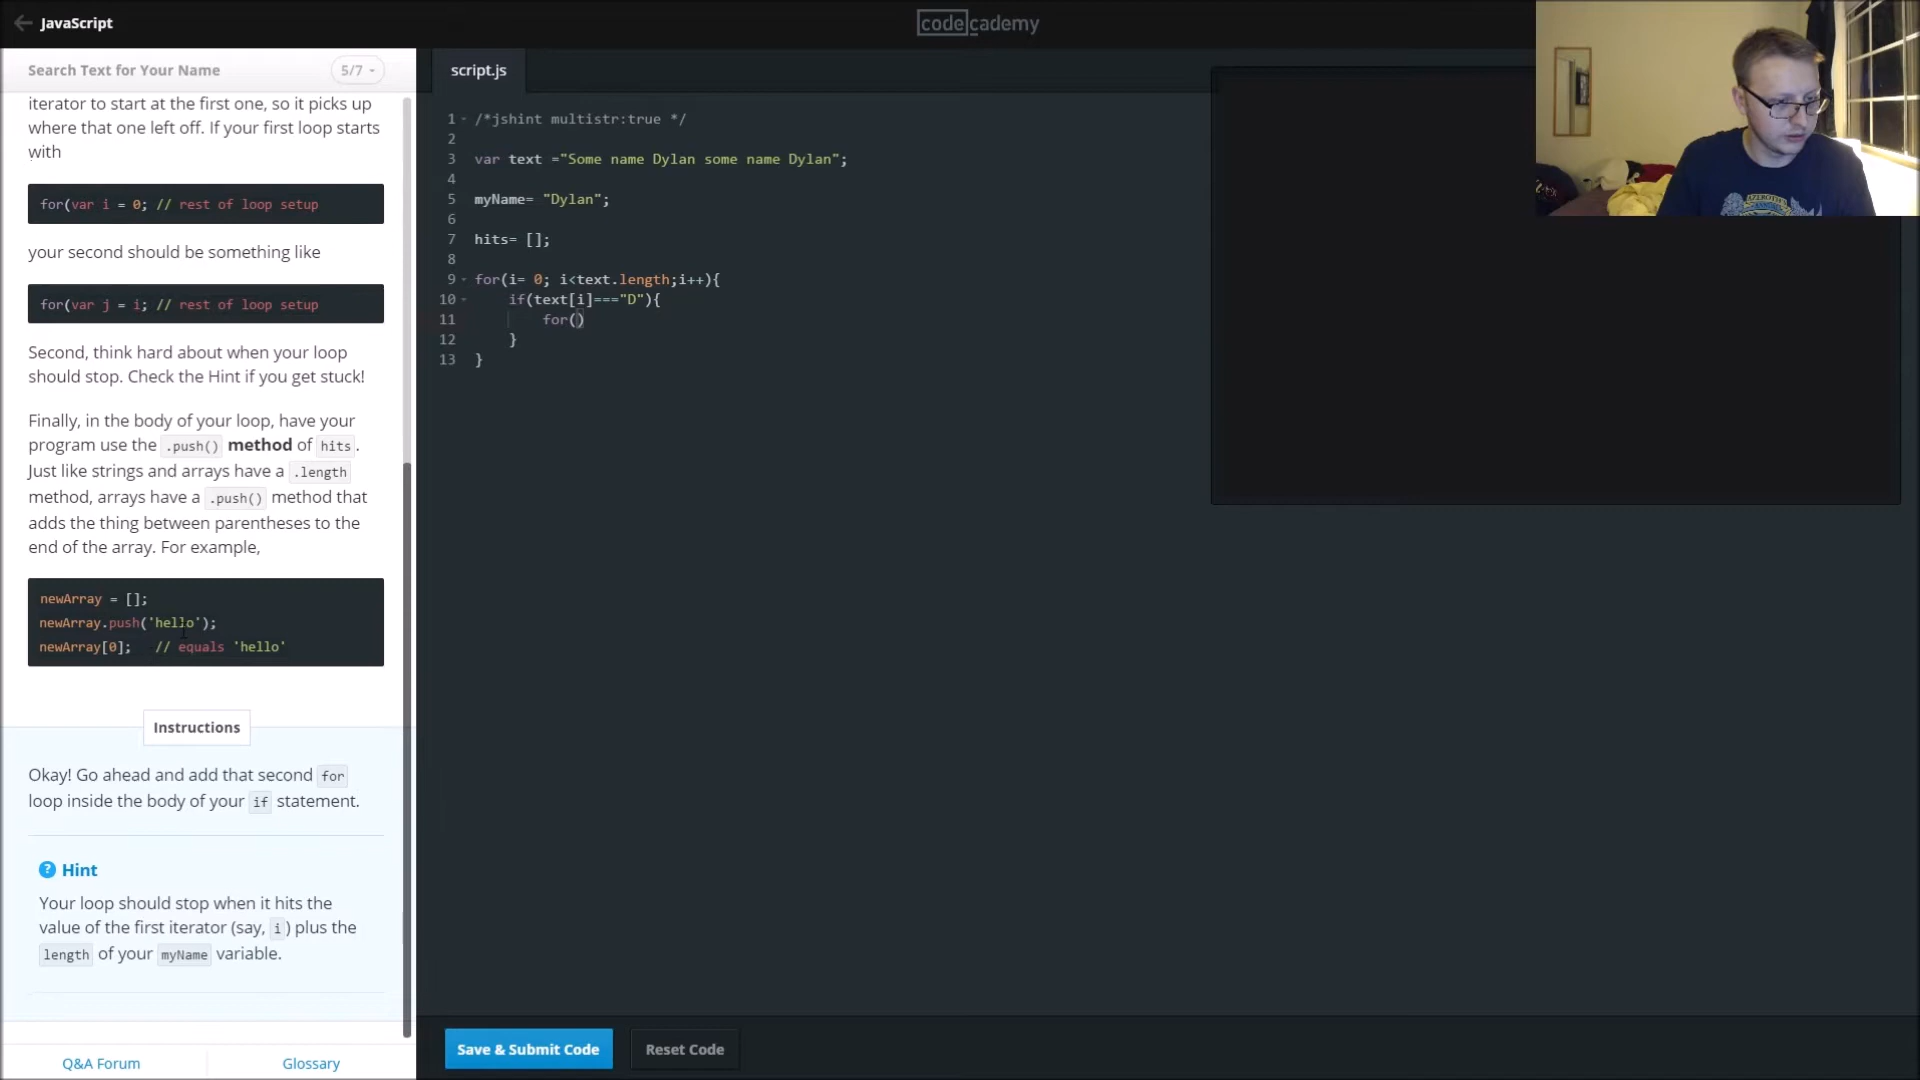 JavaScript
codecademy
Search Text for Your Name
5/7
script.js
iterator to start at the first one, so it picks up
where that one left off. If your first loop starts
with
for(var i = 0; // rest of loop setup
your second should be something like
for(var j = i; // rest of loop setup
Second, think hard about when your loop
should stop. Check the Hint if you get stuck!
Finally, in the body of your loop, have your
program use the .push() method of hits.
Just like strings and arrays have a .length
method, arrays have a .push() method that
adds the thing between parentheses to the
end of the array. For example,
newArray = [];
newArray.push('hello');
newArray[0]; // equals 'hello'
Instructions
Okay! Go ahead and add that second for
loop inside the body of your if statement.
? Hint
Your loop should stop when it hits the
value of the first iterator (say, i) plus the
length of your myName variable.
Q&A Forum
Glossary
1 /*jshint multistr:true */
2
3 var text ="Some name Dylan some name Dylan";
4
5 myName= "Dylan";
6
7 hits= [];
8
9 for(i= 0; i<text.length;i++){
10 if(text[i]==="D"){
11 for()
12 }
13 }
Save & Submit Code
Reset Code